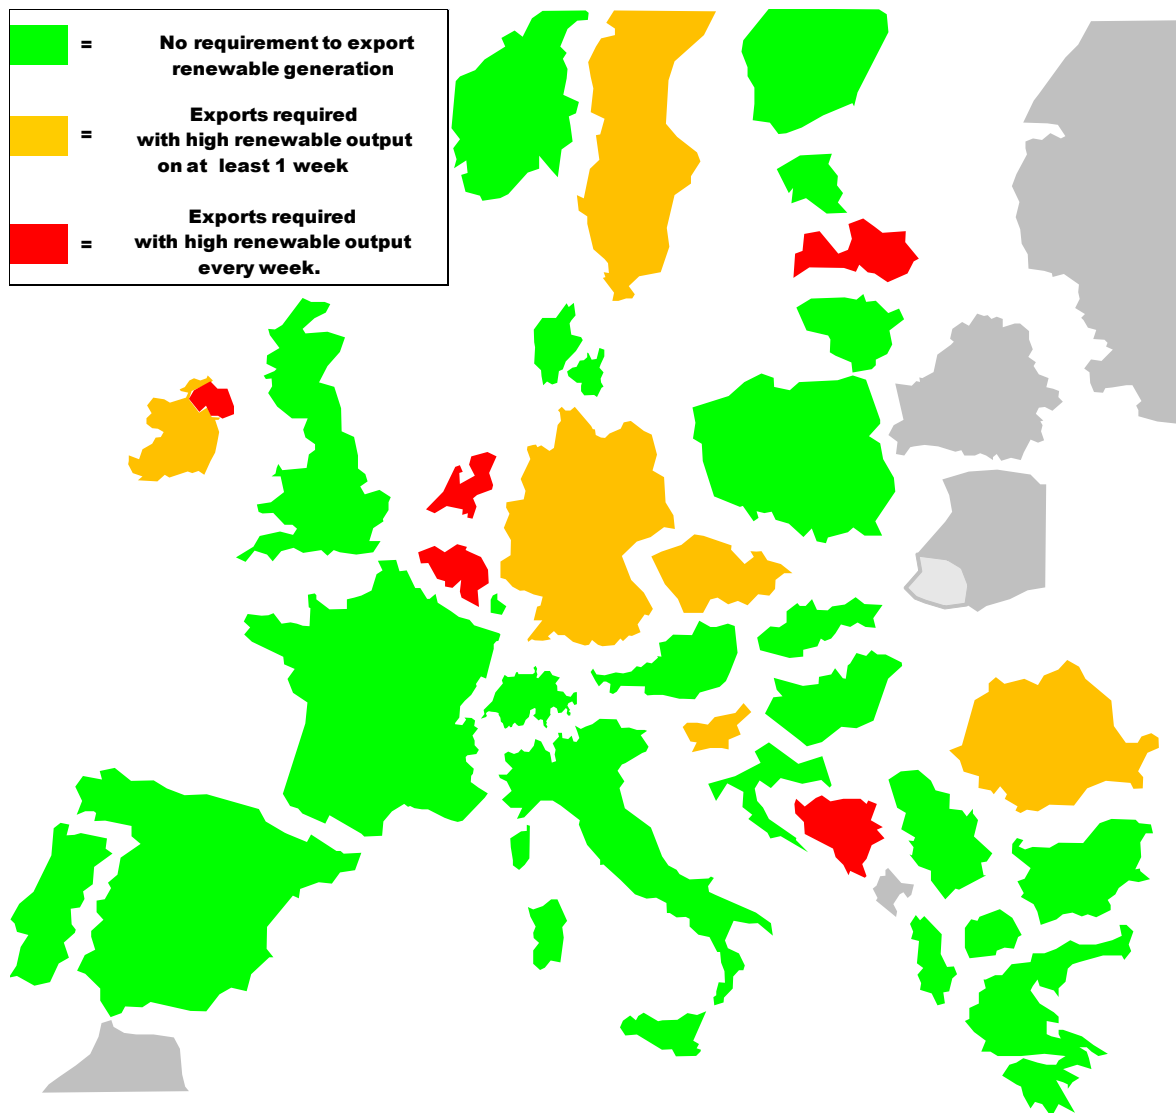 = No requirement to export
renewable generation
Exports required
= with high renewable output
on at least 1 week
Exports required
= with high renewable output
every week.